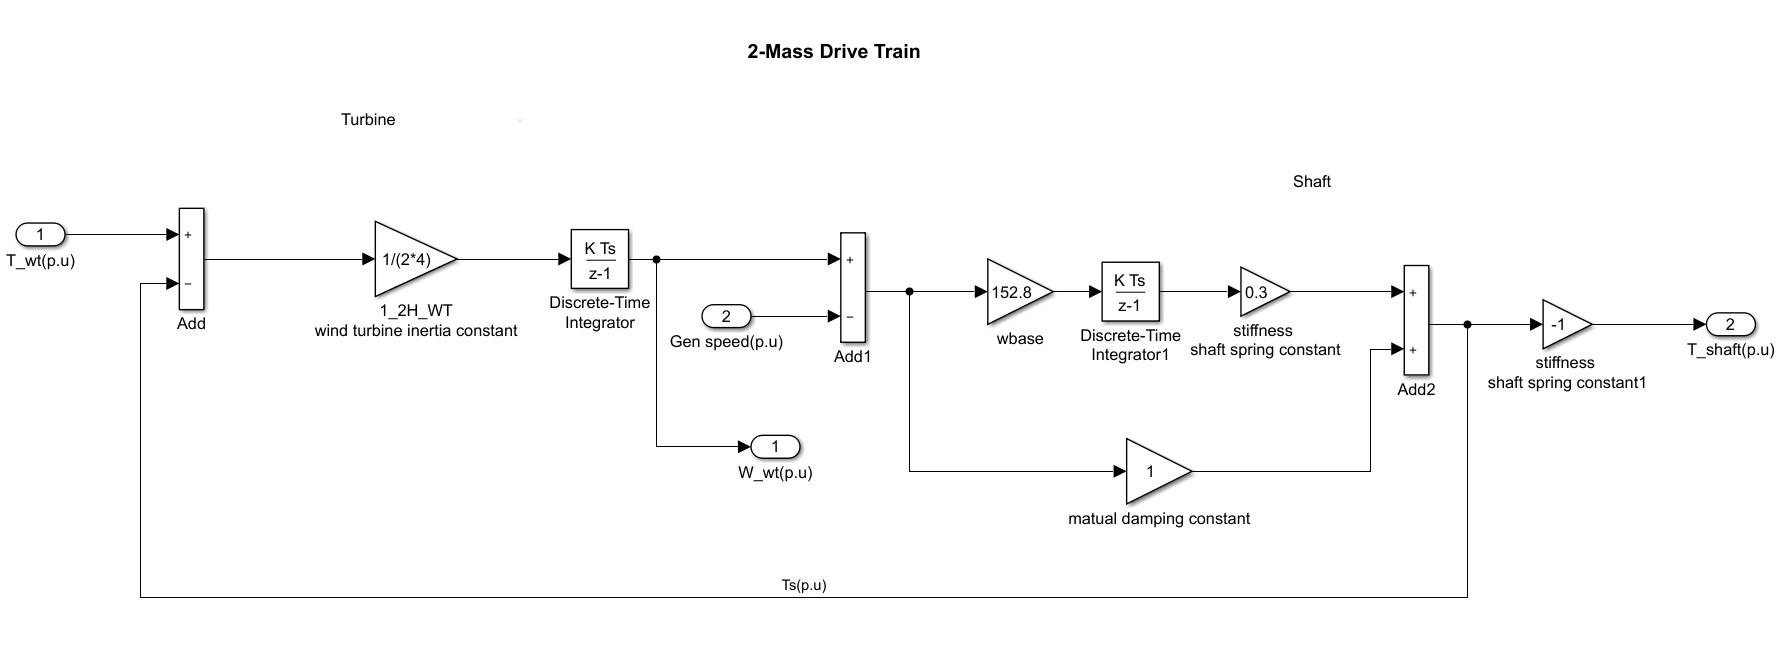 2-Mass Drive Train
Turbine
Shaft
1
T_wt(p.u)
+
−
Add
1/(2*4)
1_2H_WT
wind turbine inertia constant
K Ts
z-1
Discrete-Time
Integrator
2
Gen speed(p.u)
+
−
Add1
1
W_wt(p.u)
152.8
wbase
K Ts
z-1
Discrete-Time
Integrator1
0.3
stiffness
shaft spring constant
1
matual damping constant
+
+
Add2
-1
stiffness
shaft spring constant1
2
T_shaft(p.u)
Ts(p.u)